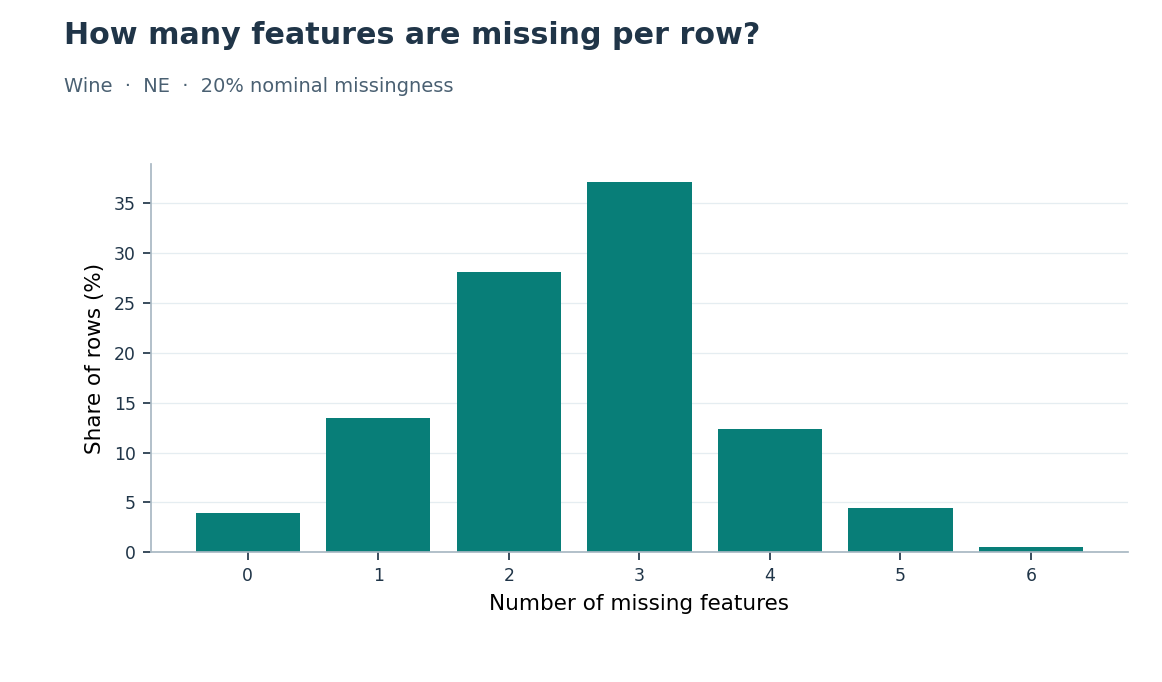 How many features are missing per row?
Wine · NE · 20% nominal missingness
Share of rows (%)
35
30
25
20
15
10
5
0
0 1 2 3 4 5 6
Number of missing features